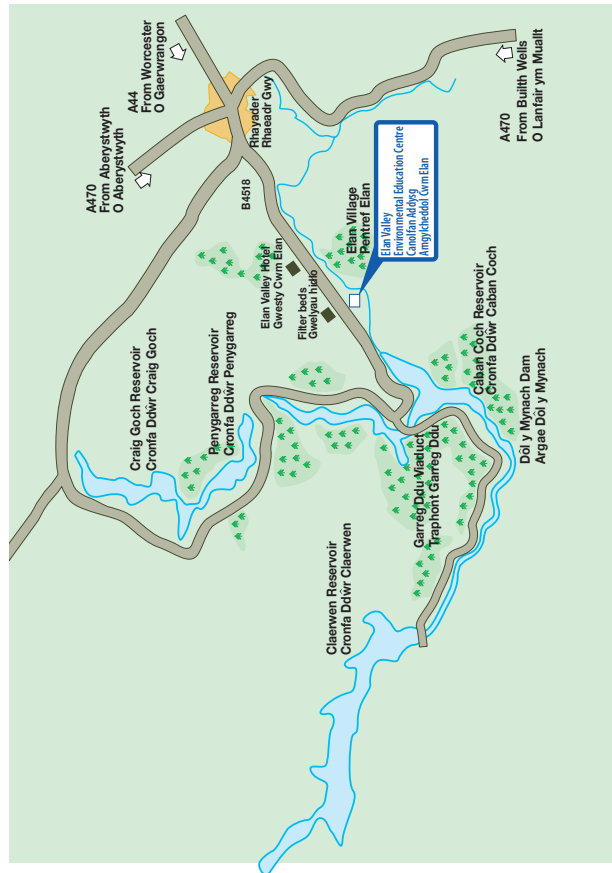 A44
From Worcester
O Gaerwrangon
A470
From Aberystwyth
O Aberystwyth
Rhayader
Rhaeadr Gwy
A470
From Builth Wells
O Lanfair ym Muallt
B4518
Elan Valley Hotel
Gwesty Cwm Elan
Filter beds
Gwelyau hidlo
Elan Village
Pentref Elan
Elan Valley
Environmental Education Centre
Canolfan Addysg
Amgylcheddol Cwm Elan
Craig Goch Reservoir
Cronfa Ddŵr Craig Goch
Penygarreg Reservoir
Cronfa Ddŵr Penygarreg
Caban Coch Reservoir
Cronfa Ddŵr Caban Coch
Dôl y Mynach Dam
Argae Dôl y Mynach
Garreg Ddu Viaduct
Traphont Garreg Ddu
Claerwen Reservoir
Cronfa Ddŵr Claerwen